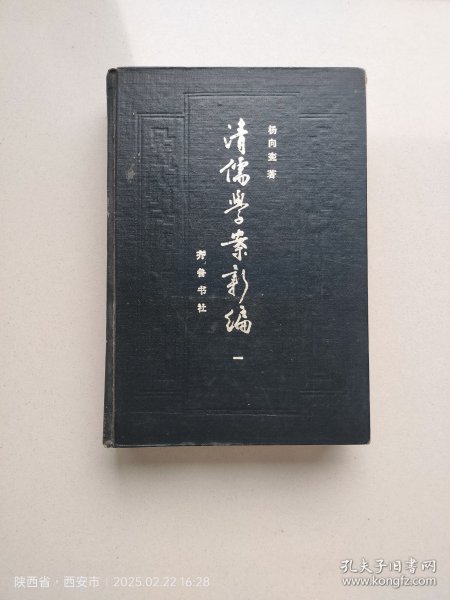 杨向奎 著
清儒學案新编
一
齐鲁书社
陕西省·西安市 | 2025.02.22 16:28
孔夫子旧书网
www.kongfz.com